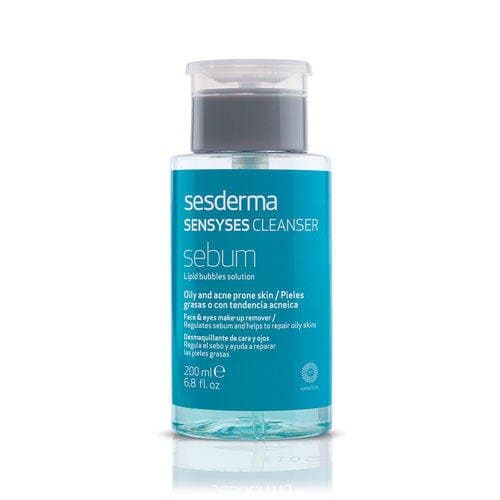 sesderma
SENSYSES CLEANSER
sebum
Lipid bubbles solution
Oily and acne prone skin / Pieles
grasas o con tendencia acneica
Face & eyes make-up remover /
Regulates sebum and helps to repair oily skins
Desmaquillante de cara y ojos
Regula el sebo y ayuda a reparar
las pieles grasas
200 ml ℮
6.8 fl. oz